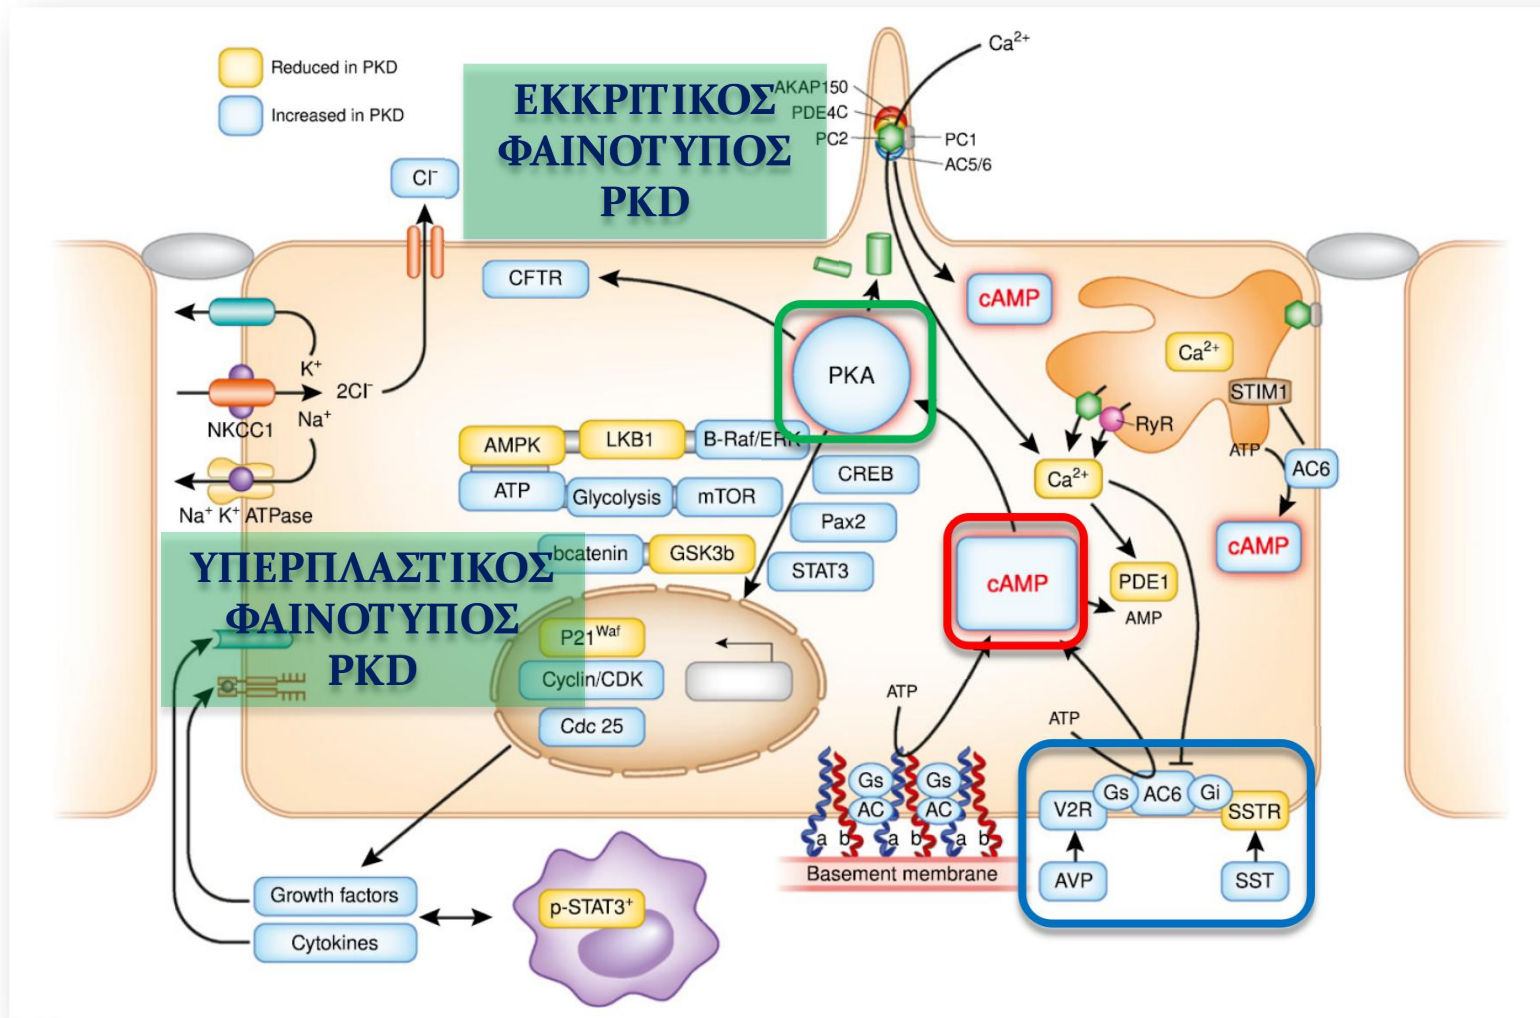 Reduced in PKD
Increased in PKD
ΕΚΚΡΙΤΙΚΟΣ
ΦΑΙΝΟΤΥΠΟΣ
PKD
AKAP150
PDE4C
PC2
PC1
AC5/6
Ca²⁺
Cl⁻
CFTR
cAMP
PKA
Ca²⁺
STIM1
RyR
ATP
AC6
cAMP
K⁺
2Cl⁻
Na⁺
NKCC1
Na⁺ K⁺ ATPase
AMPK
LKB1
B-Raf/ERK
ATP
Glycolysis
mTOR
CREB
Pax2
STAT3
bcatenin
GSK3b
Ca²⁺
cAMP
PDE1
AMP
ΥΠΕΡΠΛΑΣΤΙΚΟΣ
ΦΑΙΝΟΤΥΠΟΣ
PKD
P21ᵂᵃᶠ
Cyclin/CDK
Cdc 25
ATP
ATP
Gs
Gs
AC
AC
a
b
a
b
a
b
Basement membrane
Gs
AC6
Gi
V2R
SSTR
AVP
SST
Growth factors
Cytokines
p-STAT3⁺